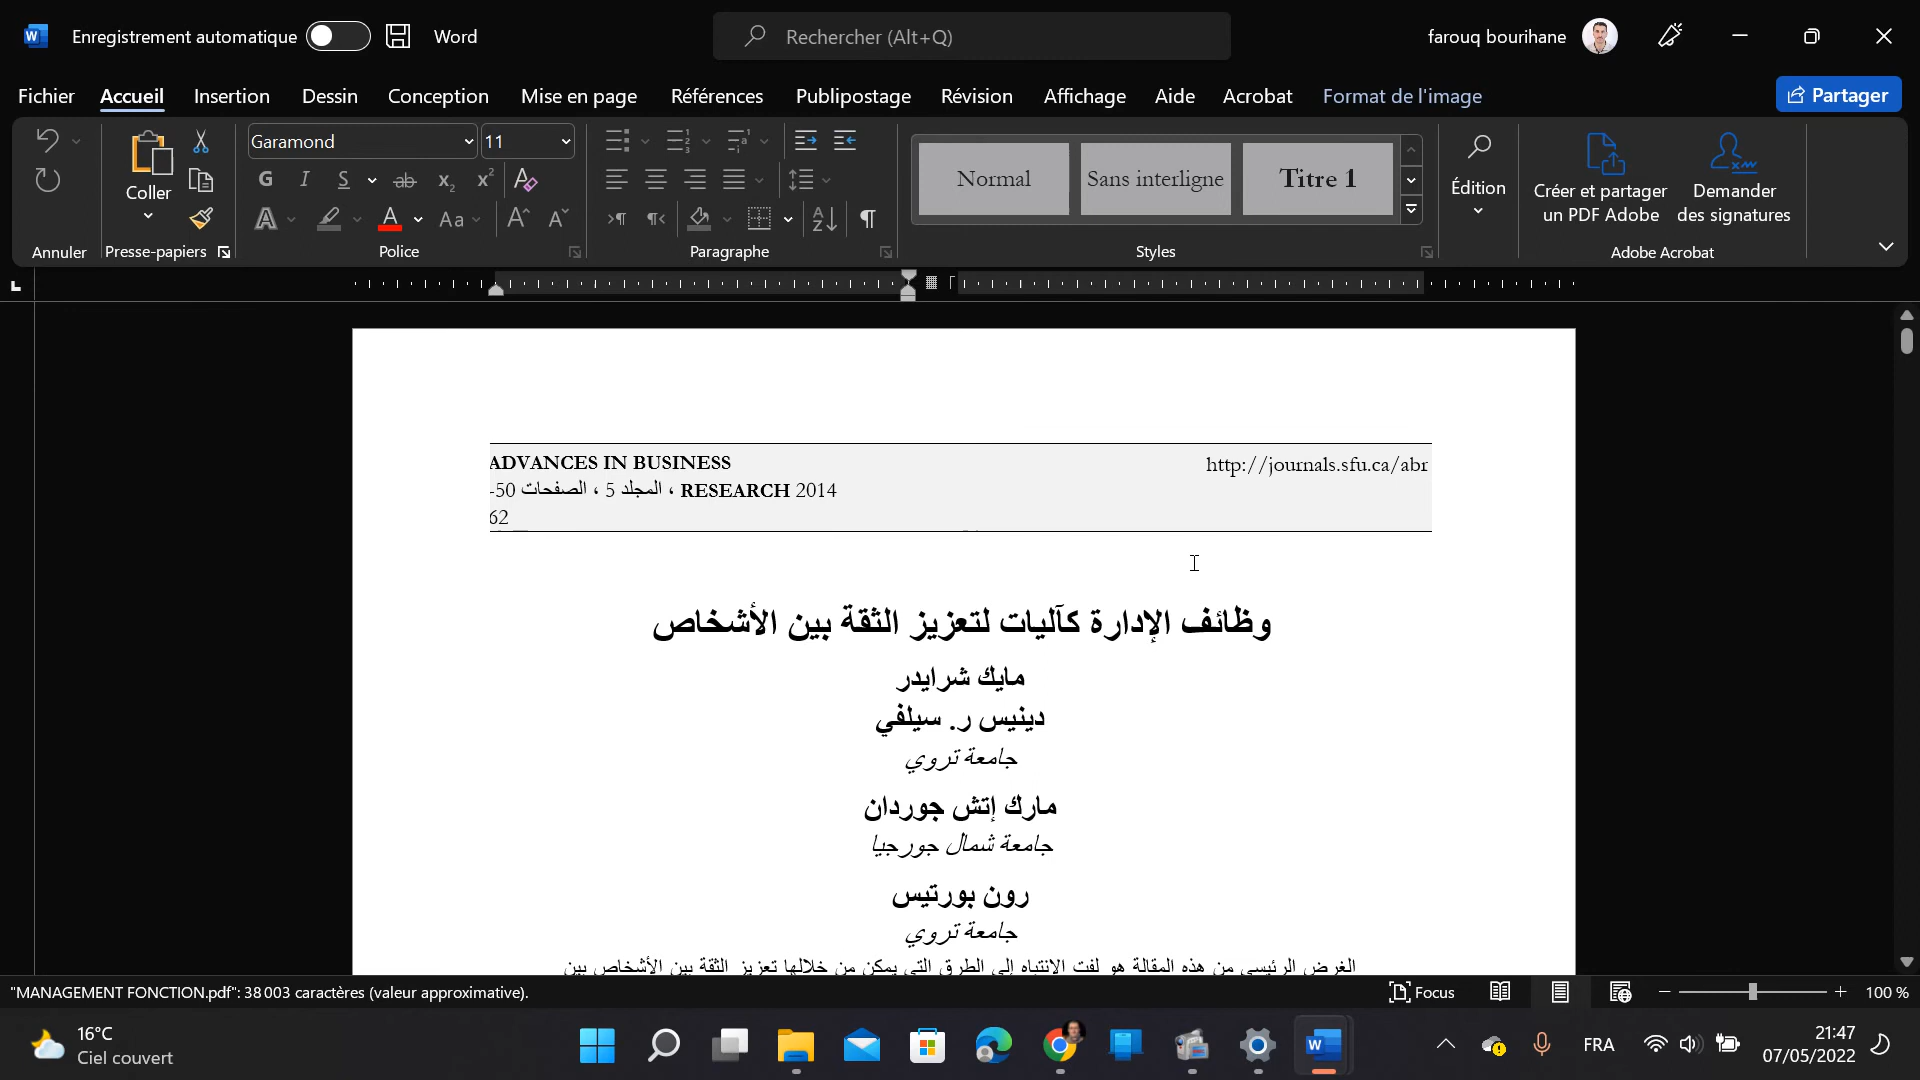 Enregistrement automatique
Word
Rechercher (Alt+Q)
farouq bourihane
Fichier Accueil Insertion Dessin Conception Mise en page Références Publipostage Révision Affichage Aide Acrobat Format de l'image
Partager
Garamond 11
Coller
G I S ab x₂ x² A
A A Aa A A
Normal Sans interligne Titre 1
Édition
Créer et partager un PDF Adobe
Demander des signatures
Annuler Presse-papiers Police Paragraphe Styles Adobe Acrobat
ADVANCES IN BUSINESS http://journals.sfu.ca/abr
-50 الصفحات ، 5 المجلد ، RESEARCH 2014
62
وظائف الإدارة كآليات لتعزيز الثقة بين الأشخاص
مايك شرايدر
دينيس ر. سيلفي
جامعة تروي
مارك إتش جوردان
جامعة شمال جورجيا
رون بورتيس
جامعة تروي
الغرض الرئيسي من هذه المقالة هو لفت الانتباه إلى الطرق التي يمكن من خلالها تعزيز الثقة بين الأشخاص بين
"MANAGEMENT FONCTION.pdf": 38 003 caractères (valeur approximative).
Focus
100 %
16°C
Ciel couvert
FRA
21:47
07/05/2022